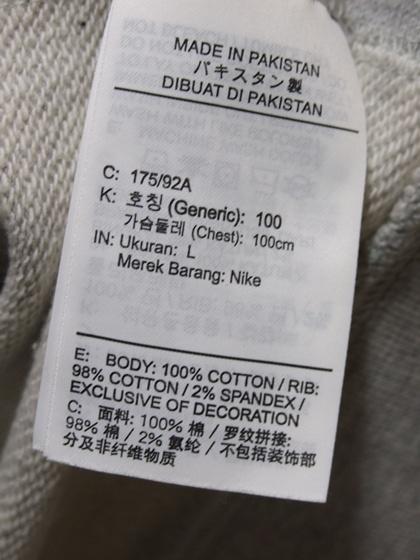 MADE IN PAKISTAN
パキスタン製
DIBUAT DI PAKISTAN
C: 175/92A
K: 호칭 (Generic): 100
가슴둘레 (Chest): 100cm
IN: Ukuran: L
Merek Barang: Nike
E: BODY: 100% COTTON / RIB:
98% COTTON / 2% SPANDEX /
EXCLUSIVE OF DECORATION
C: 面料: 100% 棉 / 罗纹拼接:
98% 棉 / 2% 氨纶 / 不包括装饰部
分及非纤维物质